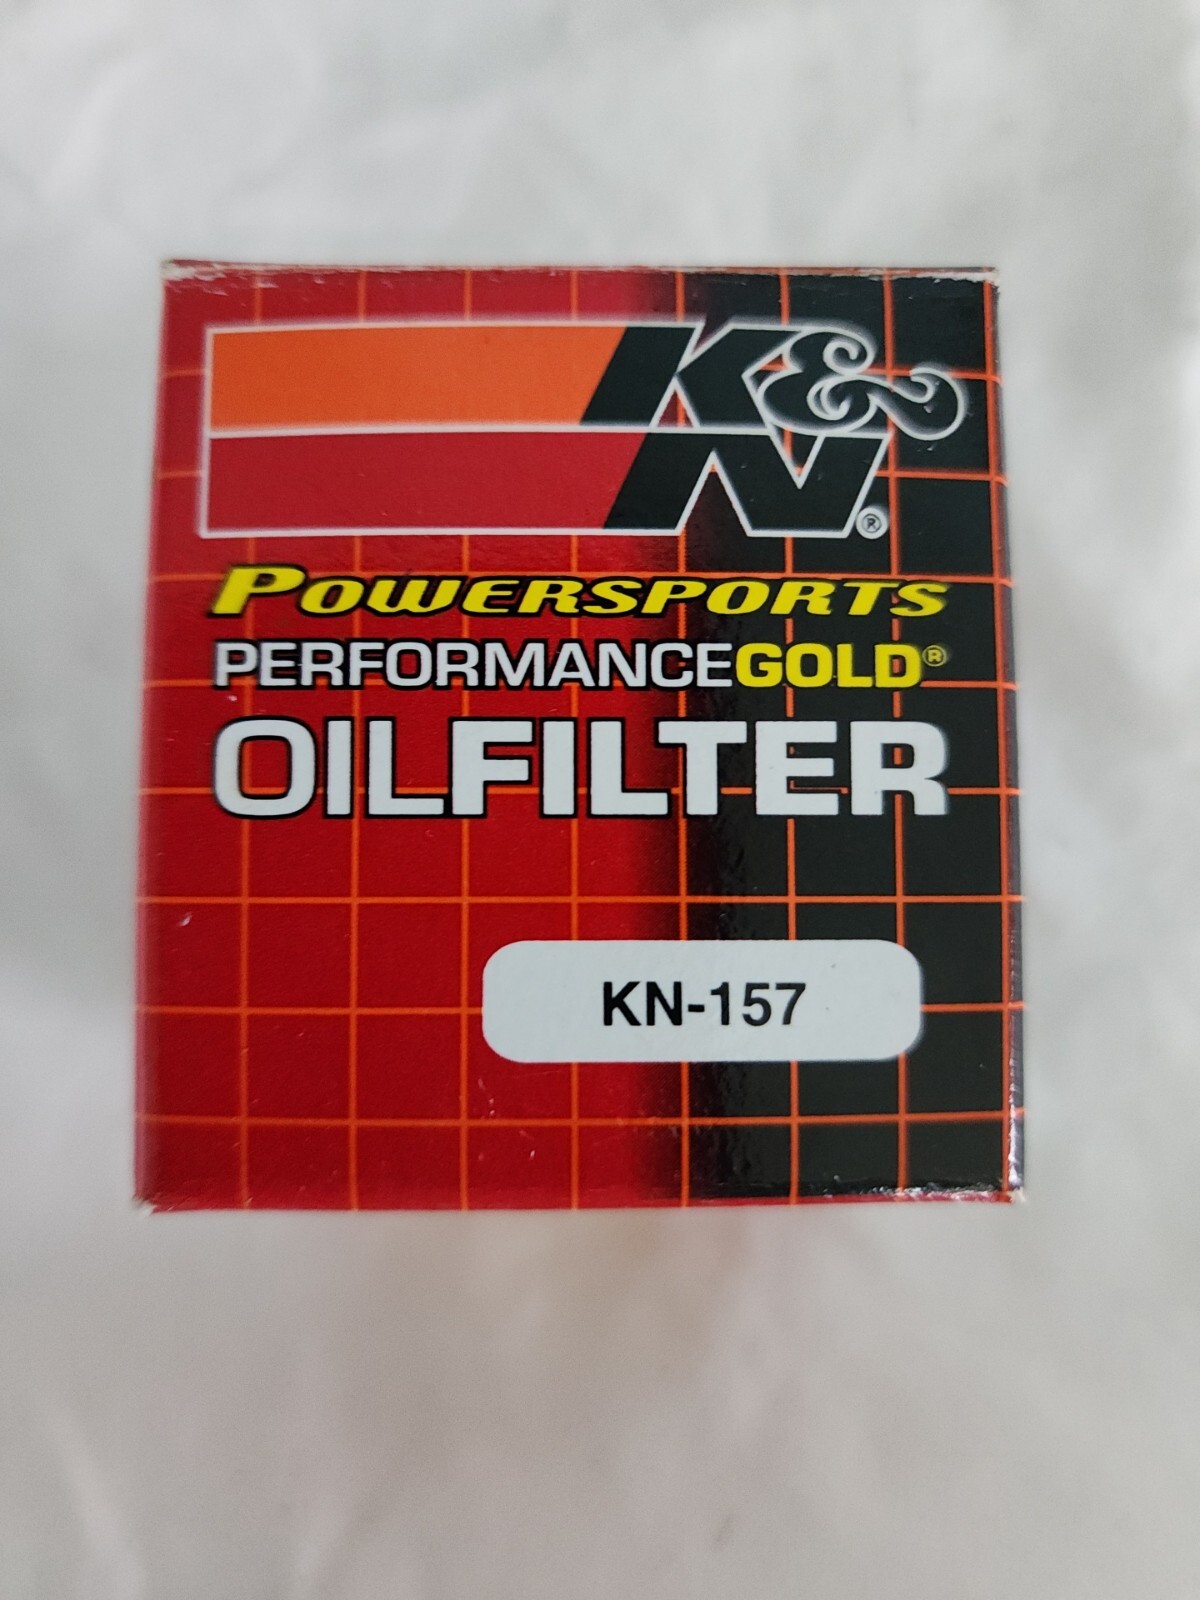 K&N®
POWERSPORTS
PERFORMANCEGOLD®
OILFILTER
KN-157